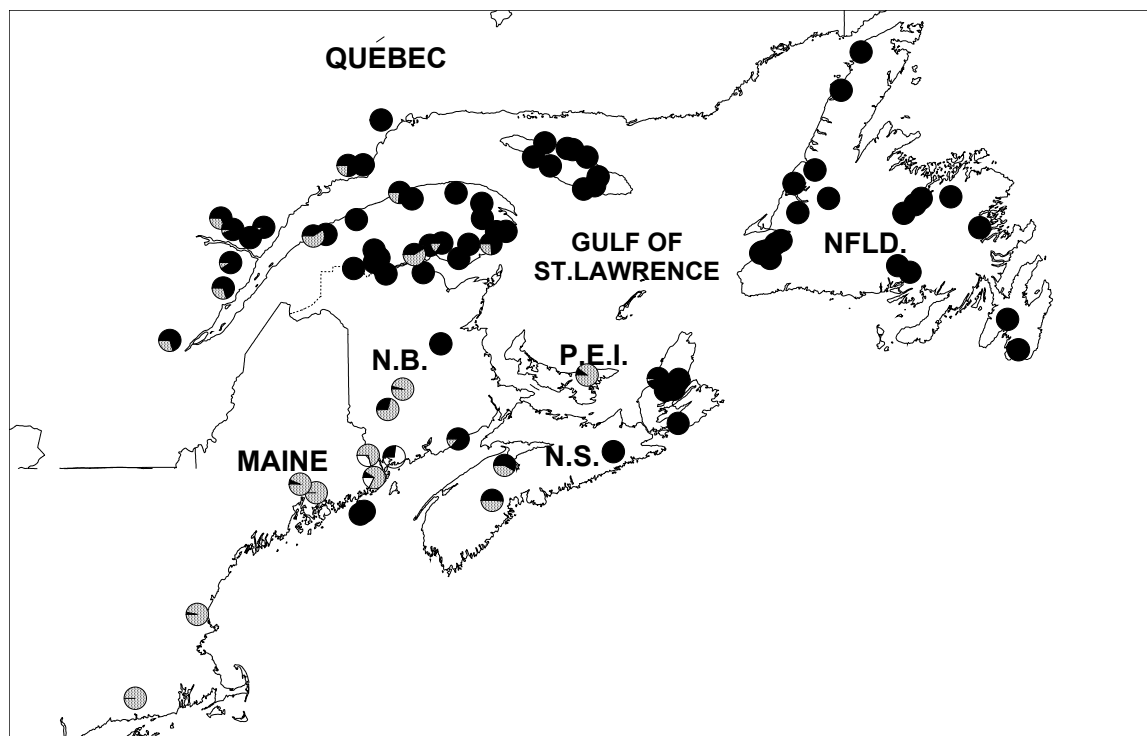 QUÉBEC
GULF OF
ST.LAWRENCE
NFLD.
N.B.
P.E.I.
MAINE
N.S.